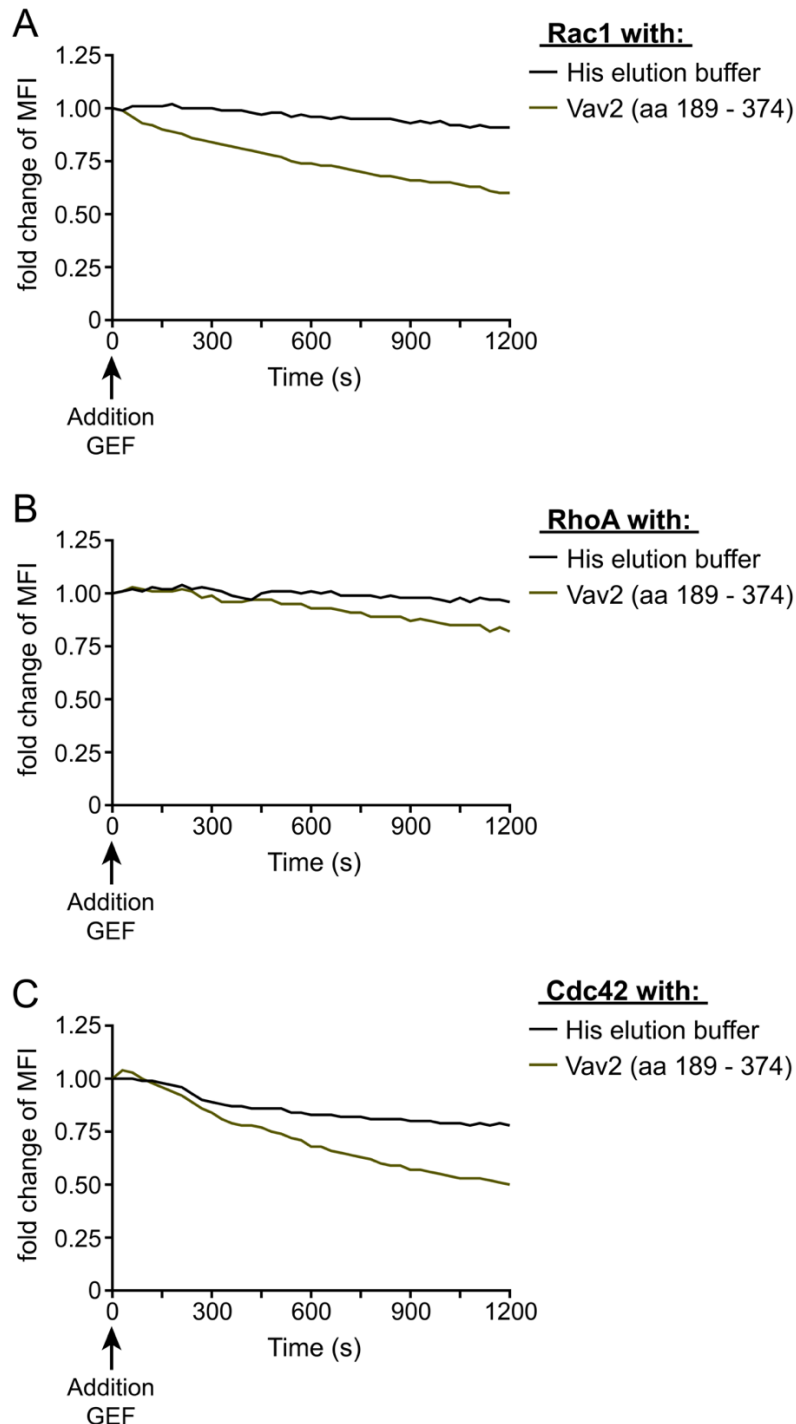 A
Rac1 with:
His elution buffer
Vav2 (aa 189 - 374)
fold change of MFI
1.25
1.00
0.75
0.50
0.25
0
0 300 600 900 1200
Time (s)
Addition
GEF
B
RhoA with:
His elution buffer
Vav2 (aa 189 - 374)
fold change of MFI
1.25
1.00
0.75
0.50
0.25
0
0 300 600 900 1200
Time (s)
Addition
GEF
C
Cdc42 with:
His elution buffer
Vav2 (aa 189 - 374)
fold change of MFI
1.25
1.00
0.75
0.50
0.25
0
0 300 600 900 1200
Time (s)
Addition
GEF